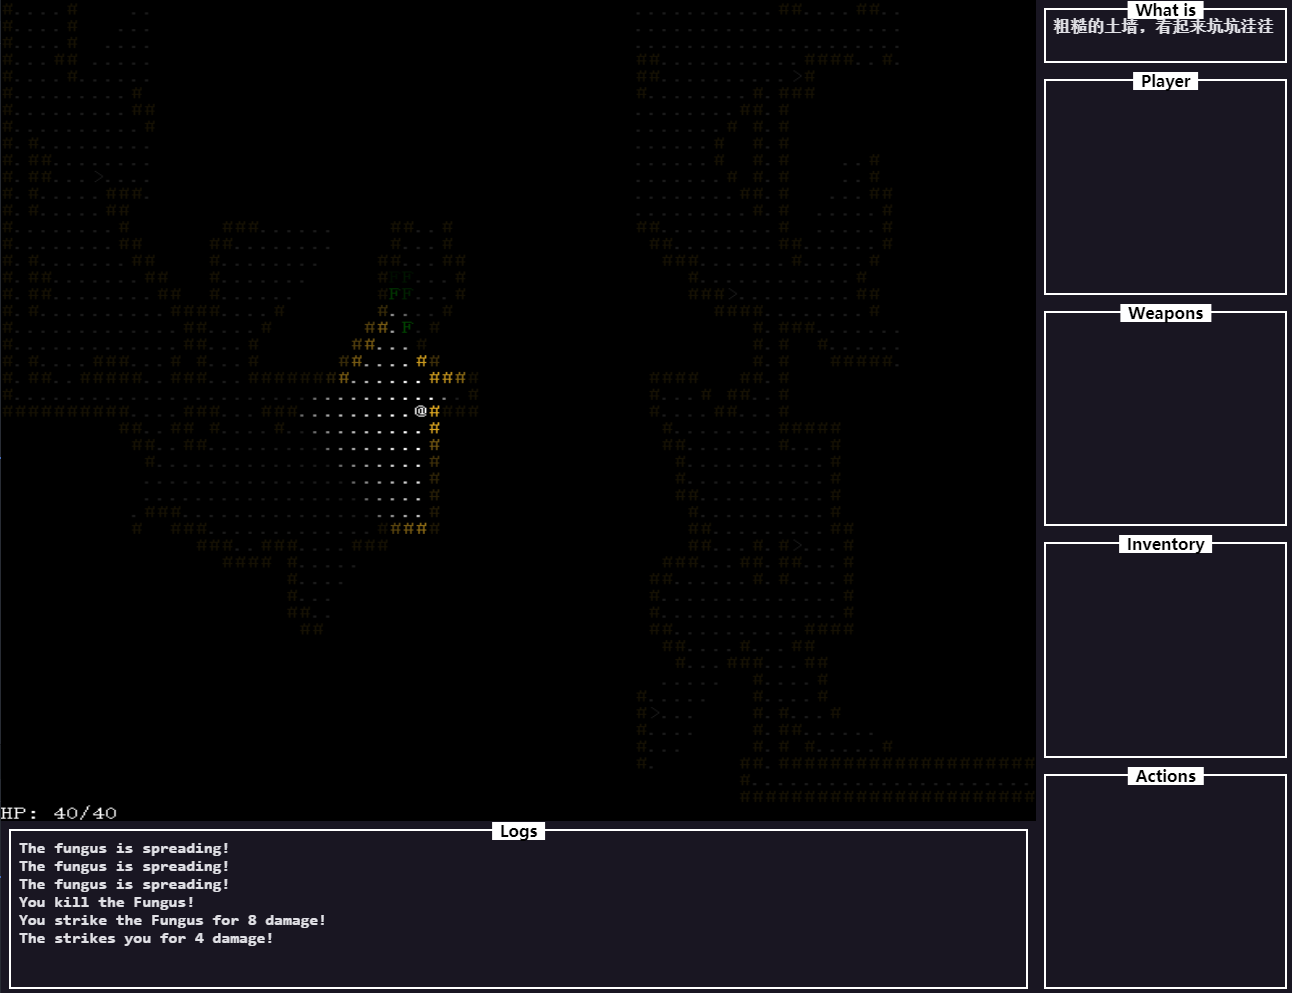 What is
粗糙的土墙，看起来坑坑洼洼
Player
Weapons
Inventory
Actions
HP: 40/40
Logs
The fungus is spreading!
The fungus is spreading!
The fungus is spreading!
You kill the Fungus!
You strike the Fungus for 8 damage!
The strikes you for 4 damage!